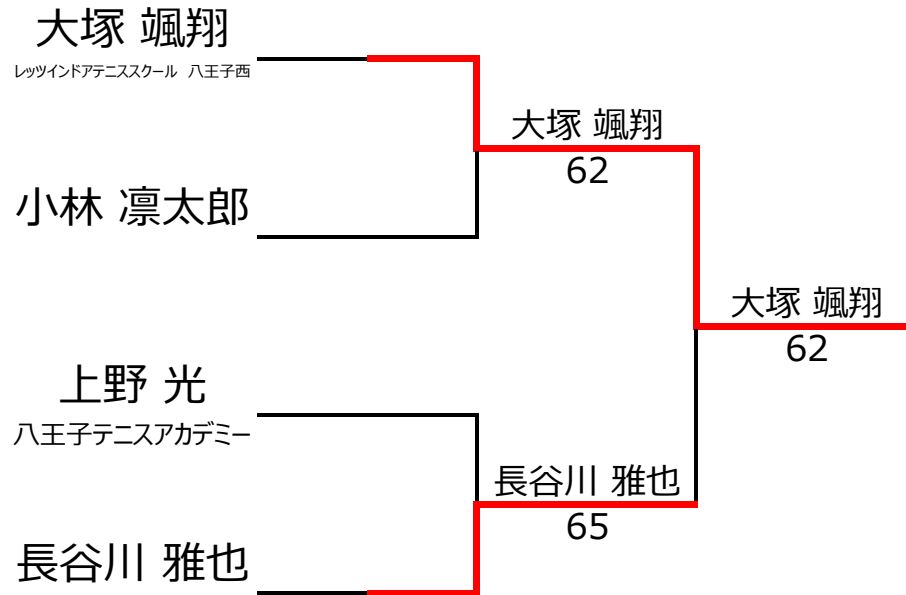 大塚 颯翔
レッツインドアテニススクール 八王子西
大塚 颯翔
62
小林 凛太郎
大塚 颯翔
62
上野 光
八王子テニスアカデミー
長谷川 雅也
65
長谷川 雅也